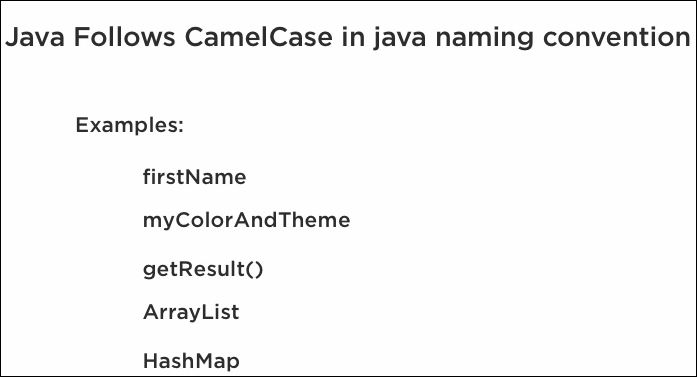 Java Follows CamelCase in java naming convention
Examples:
firstName
myColorAndTheme
getResult()
ArrayList
HashMap